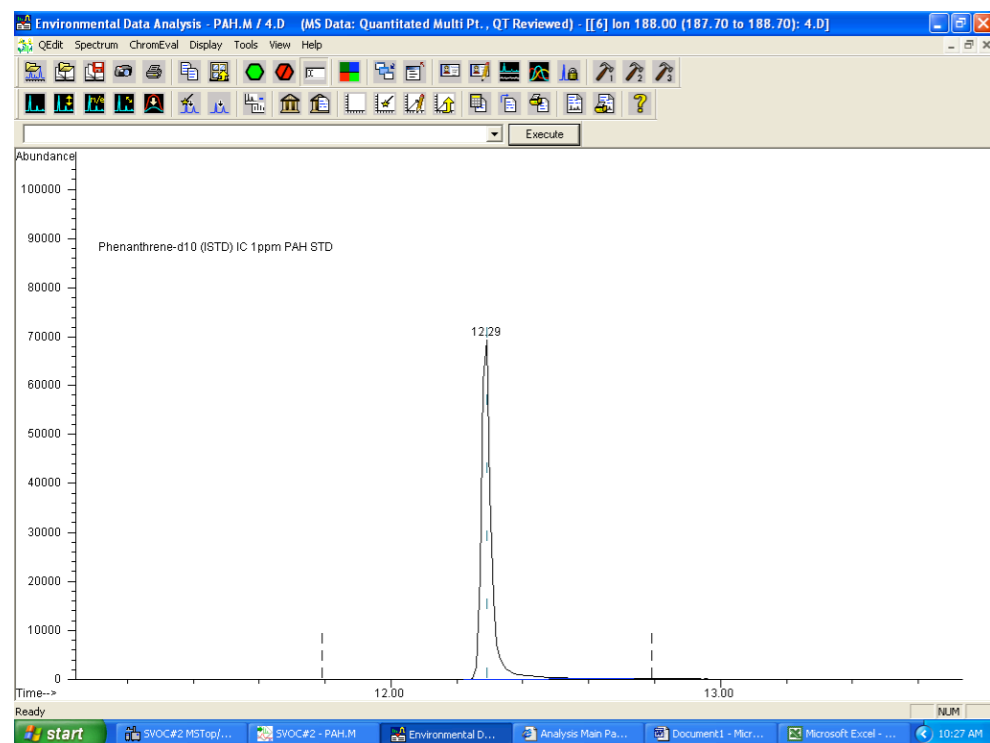 Environmental Data Analysis - PAH.M / 4.D (MS Data: Quantitated Multi Pt., QT Reviewed) - [[6] Ion 188.00 (187.70 to 188.70): 4.D]
QEdit Spectrum ChromEval Display Tools View Help
Execute
Abundance
100000
90000
Phenanthrene-d10 (ISTD) IC 1ppm PAH STD
80000
70000
12.29
60000
50000
40000
30000
20000
10000
0
Time-->
12.00 13.00
Ready NUM
start SVOC#2 MSTop/... SVOC#2 - PAH.M Environmental D... Analysis Main Pa... Document1 - Micr... Microsoft Excel - ... 10:27 AM